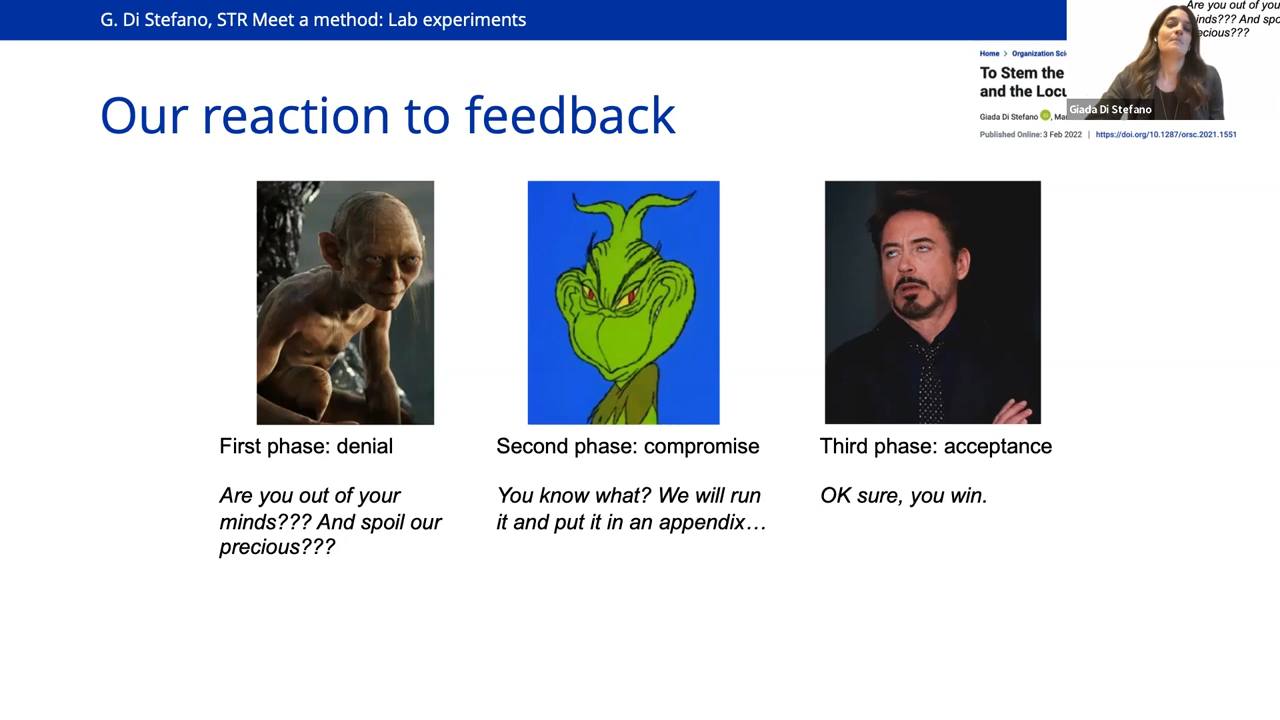 G. Di Stefano, STR Meet a method: Lab experiments
Are you out of you
inds??? And spo
ecious???
Home > Organization Sci
To Stem the
and the Locu
Giada Di Stefano iD, Ma
Giada Di Stefano
Published Online: 3 Feb 2022 | https://doi.org/10.1287/orsc.2021.1551
Our reaction to feedback
First phase: denial
Are you out of your
minds??? And spoil our
precious???
Second phase: compromise
You know what? We will run
it and put it in an appendix…
Third phase: acceptance
OK sure, you win.